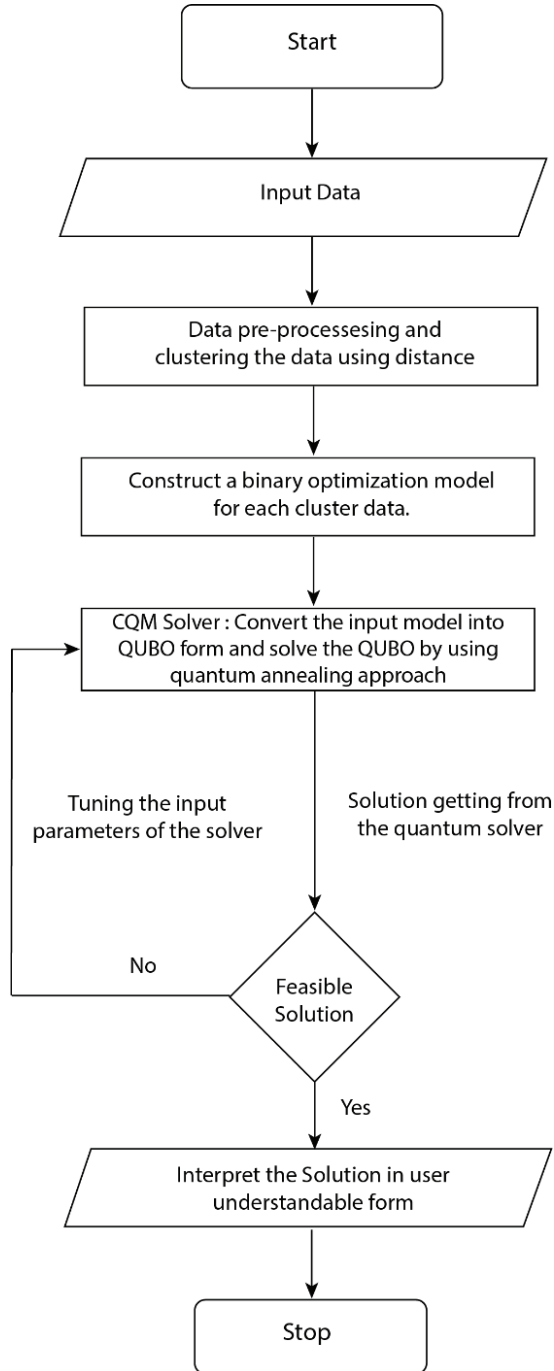 Start
Input Data
Data pre-processesing and
clustering the data using distance
Construct a binary optimization model
for each cluster data.
CQM Solver : Convert the input model into
QUBO form and solve the QUBO by using
quantum annealing approach
Tuning the input
parameters of the solver
Solution getting from
the quantum solver
No
Feasible
Solution
Yes
Interpret the Solution in user
understandable form
Stop